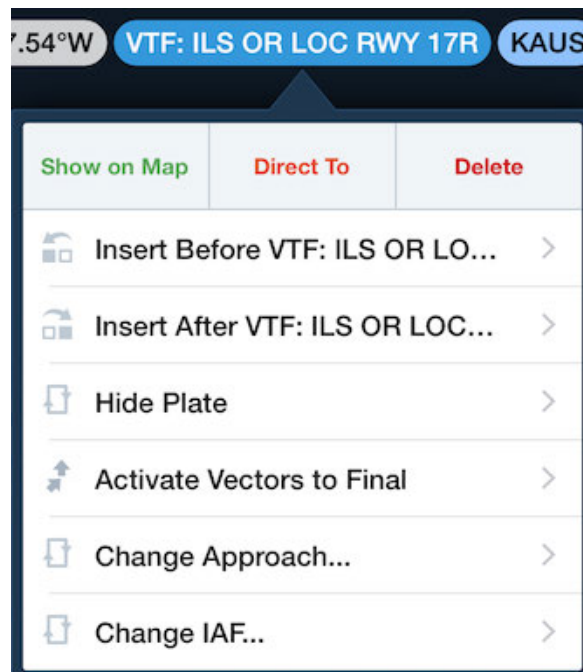 7.54°W VTF: ILS OR LOC RWY 17R KAUS
Show on Map Direct To Delete
Insert Before VTF: ILS OR LO...
Insert After VTF: ILS OR LOC...
Hide Plate
Activate Vectors to Final
Change Approach...
Change IAF...